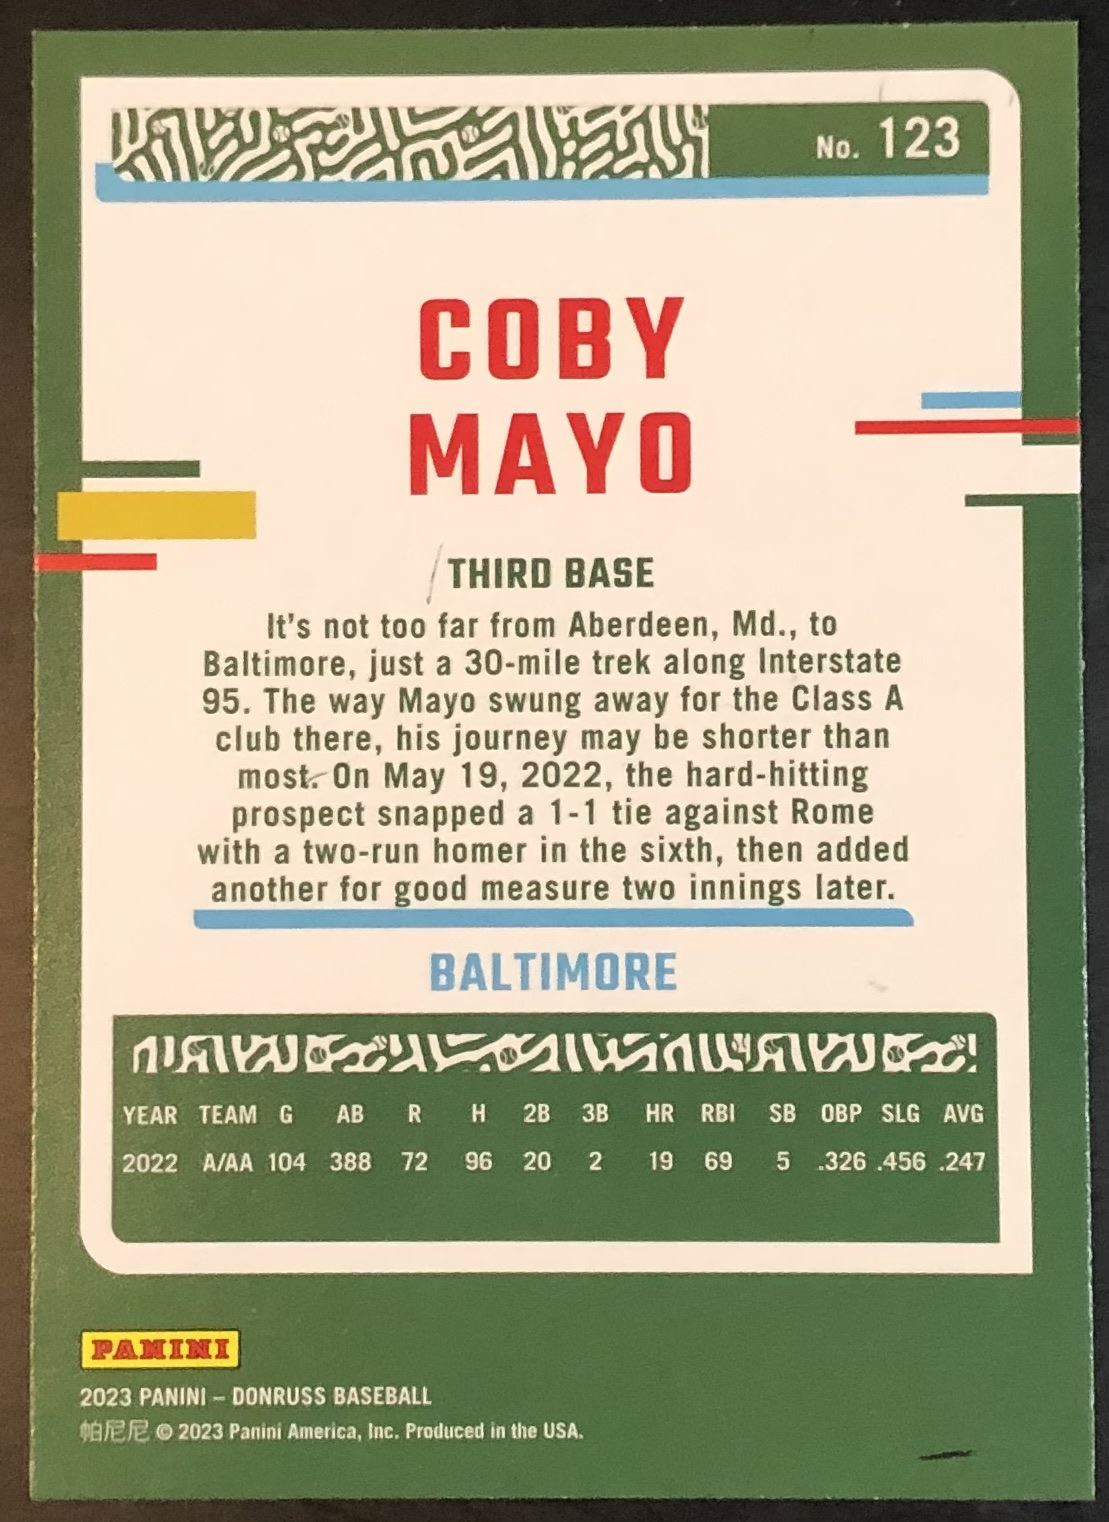 No. 123
COBY
MAYO
THIRD BASE
It's not too far from Aberdeen, Md., to
Baltimore, just a 30-mile trek along Interstate
95. The way Mayo swung away for the Class A
club there, his journey may be shorter than
most. On May 19, 2022, the hard-hitting
prospect snapped a 1-1 tie against Rome
with a two-run homer in the sixth, then added
another for good measure two innings later.
BALTIMORE
YEAR TEAM G AB R H 2B 3B HR RBI SB OBP SLG AVG
2022 A/AA 104 388 72 96 20 2 19 69 5 .326 .456 .247
PANINI
2023 PANINI – DONRUSS BASEBALL
帕尼尼 © 2023 Panini America, Inc. Produced in the USA.